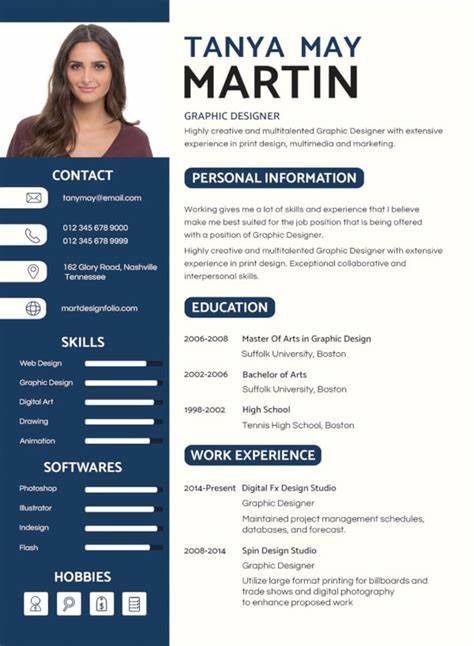 TANYA MAY
MARTIN
GRAPHIC DESIGNER
Highly creative and multitalented Graphic Designer with extensive
experience in print design, multimedia and marketing.
CONTACT
tanymay@email.com
012 345 678 9000
012 345 678 9999
162 Glory Road, Nashville
Tennessee
martdesignfolio.com
SKILLS
Web Design
Graphic Design
Digital Art
Drawing
Animation
SOFTWARES
Photoshop
Illustrator
Indesign
Flash
HOBBIES
PERSONAL INFORMATION
Working gives me a lot of skills and experience that I believe
make me best suited for the job position that is being offered
with a position of Graphic Designer.
Highly creative and multitalented Graphic Designer with extensive
experience in print design. Exceptional collaborative and
interpersonal skills.
EDUCATION
2006-2008 Master Of Arts in Graphic Design
Suffolk University, Boston
2002-2006 Bachelor of Arts
Suffolk University, Boston
1998-2002 High School
Tennis High School, Boston
WORK EXPERIENCE
2014-Present Digital Fx Design Studio
Graphic Designer
Maintained project management schedules,
databases, and forecasts.
2008-2014 Spin Design Studio
Graphic Designer
Utilize large format printing for billboards and
trade shows and digital photography
to enhance proposed work